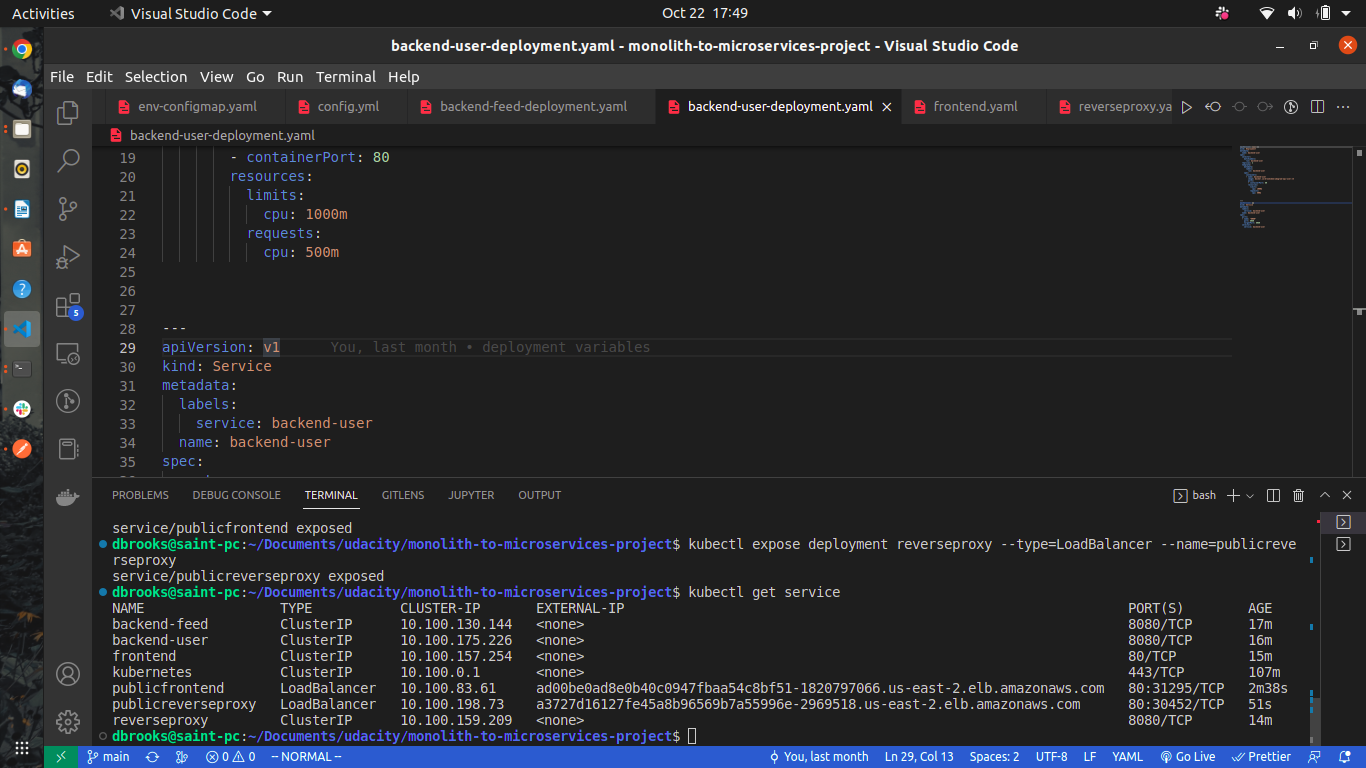 Activities Visual Studio Code Oct 22 17:49
backend-user-deployment.yaml - monolith-to-microservices-project - Visual Studio Code
File Edit Selection View Go Run Terminal Help
env-configmap.yaml config.yml backend-feed-deployment.yaml backend-user-deployment.yaml frontend.yaml reverseproxy.ya
backend-user-deployment.yaml
19 - containerPort: 80
20 resources:
21 limits:
22 cpu: 1000m
23 requests:
24 cpu: 500m
25
26
27
28 ---
29 apiVersion: v1 You, last month • deployment variables
30 kind: Service
31 metadata:
32 labels:
33 service: backend-user
34 name: backend-user
35 spec:
5
PROBLEMS DEBUG CONSOLE TERMINAL GITLENS JUPYTER OUTPUT bash
service/publicfrontend exposed
dbrooks@saint-pc:~/Documents/udacity/monolith-to-microservices-project$ kubectl expose deployment reverseproxy --type=LoadBalancer --name=publicreve
rseproxy
service/publicreverseproxy exposed
dbrooks@saint-pc:~/Documents/udacity/monolith-to-microservices-project$ kubectl get service
NAME TYPE CLUSTER-IP EXTERNAL-IP PORT(S) AGE
backend-feed ClusterIP 10.100.130.144 <none> 8080/TCP 17m
backend-user ClusterIP 10.100.175.226 <none> 8080/TCP 16m
frontend ClusterIP 10.100.157.254 <none> 80/TCP 15m
kubernetes ClusterIP 10.100.0.1 <none> 443/TCP 107m
publicfrontend LoadBalancer 10.100.83.61 ad00be0ad8e0b40c0947fbaa54c8bf51-1820797066.us-east-2.elb.amazonaws.com 80:31295/TCP 2m38s
publicreverseproxy LoadBalancer 10.100.198.73 a3727d16127fe45a8b96569b7a55996e-2969518.us-east-2.elb.amazonaws.com 80:30452/TCP 51s
reverseproxy ClusterIP 10.100.159.209 <none> 8080/TCP 14m
dbrooks@saint-pc:~/Documents/udacity/monolith-to-microservices-project$
main 0 0 -- NORMAL -- You, last month Ln 29, Col 13 Spaces: 2 UTF-8 LF YAML Go Live Prettier